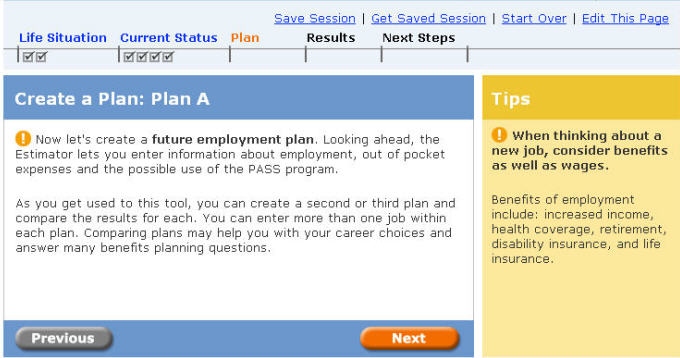 Save Session | Get Saved Session | Start Over | Edit This Page
Life Situation Current Status Plan Results Next Steps
Create a Plan: Plan A
Now let's create a future employment plan. Looking ahead, the
Estimator lets you enter information about employment, out of pocket
expenses and the possible use of the PASS program.
As you get used to this tool, you can create a second or third plan and
compare the results for each. You can enter more than one job within
each plan. Comparing plans may help you with your career choices and
answer many benefits planning questions.
Previous
Next
Tips
When thinking about a
new job, consider benefits
as well as wages.
Benefits of employment
include: increased income,
health coverage, retirement,
disability insurance, and life
insurance.